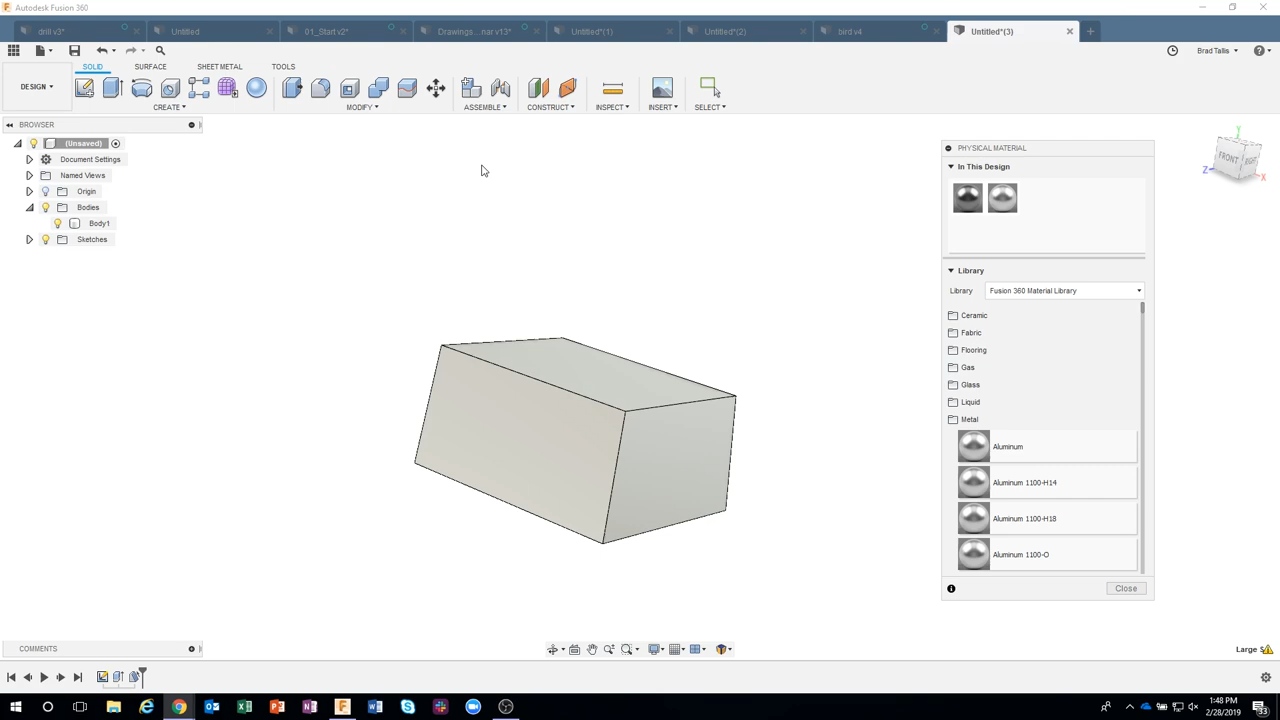 Autodesk Fusion 360
drill v3*
Untitled
01_Start v2*
Drawings... nar v13*
Untitled*(1)
Untitled*(2)
bird v4
Untitled*(3)
Brad Tallis
DESIGN
SOLID
SURFACE
SHEET METAL
TOOLS
CREATE
MODIFY
ASSEMBLE
CONSTRUCT
INSPECT
INSERT
SELECT
BROWSER
(Unsaved)
Document Settings
Named Views
Origin
Bodies
Body1
Sketches
FRONT
RIGHT
Y
Z
X
PHYSICAL MATERIAL
In This Design
Library
Library
Fusion 360 Material Library
Ceramic
Fabric
Flooring
Gas
Glass
Liquid
Metal
Aluminum
Aluminum 1100-H14
Aluminum 1100-H18
Aluminum 1100-O
Close
COMMENTS
Large
1:48 PM
2/28/2019
33